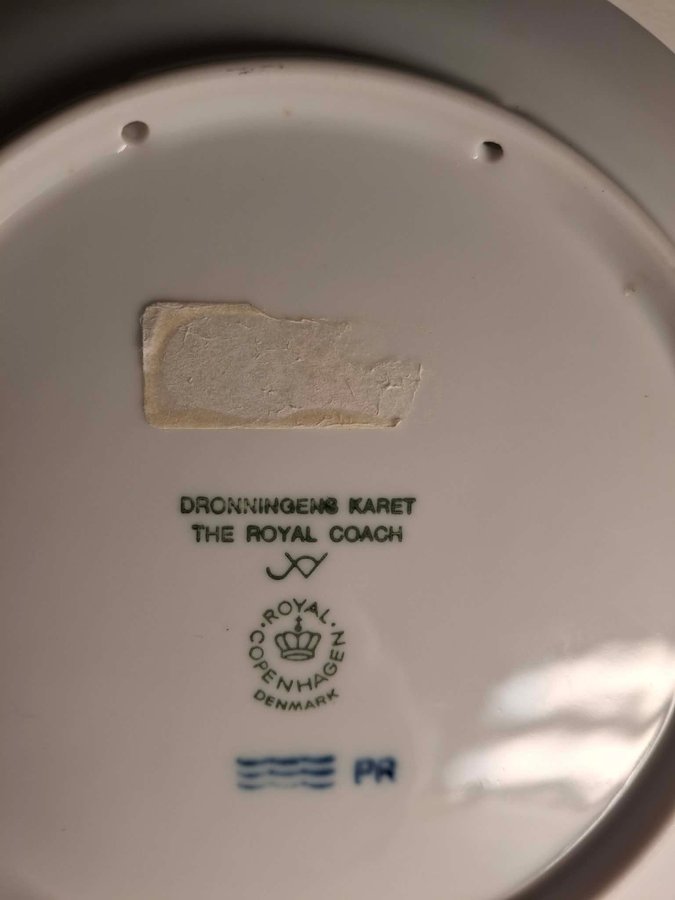 DRONNINGENS KARET
THE ROYAL COACH
ROYAL
COPENHAGEN
DENMARK
PR